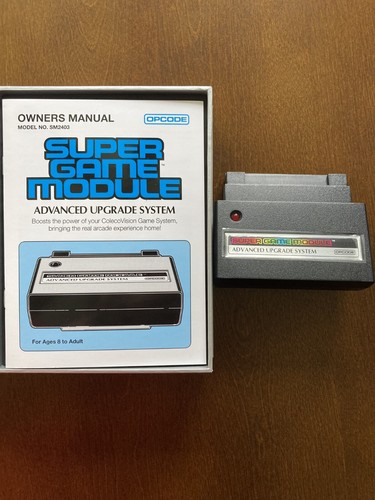 OWNERS MANUAL
MODEL NO. SM2403
OPCODE
SUPER
GAME
MODULE™
ADVANCED UPGRADE SYSTEM
Boosts the power of your ColecoVision Game System,
bringing the real arcade experience home!
ADVANCED UPGRADE SYSTEM
For Ages 8 to Adult
SUPER GAME MODULE
ADVANCED UPGRADE SYSTEM
OPCODE